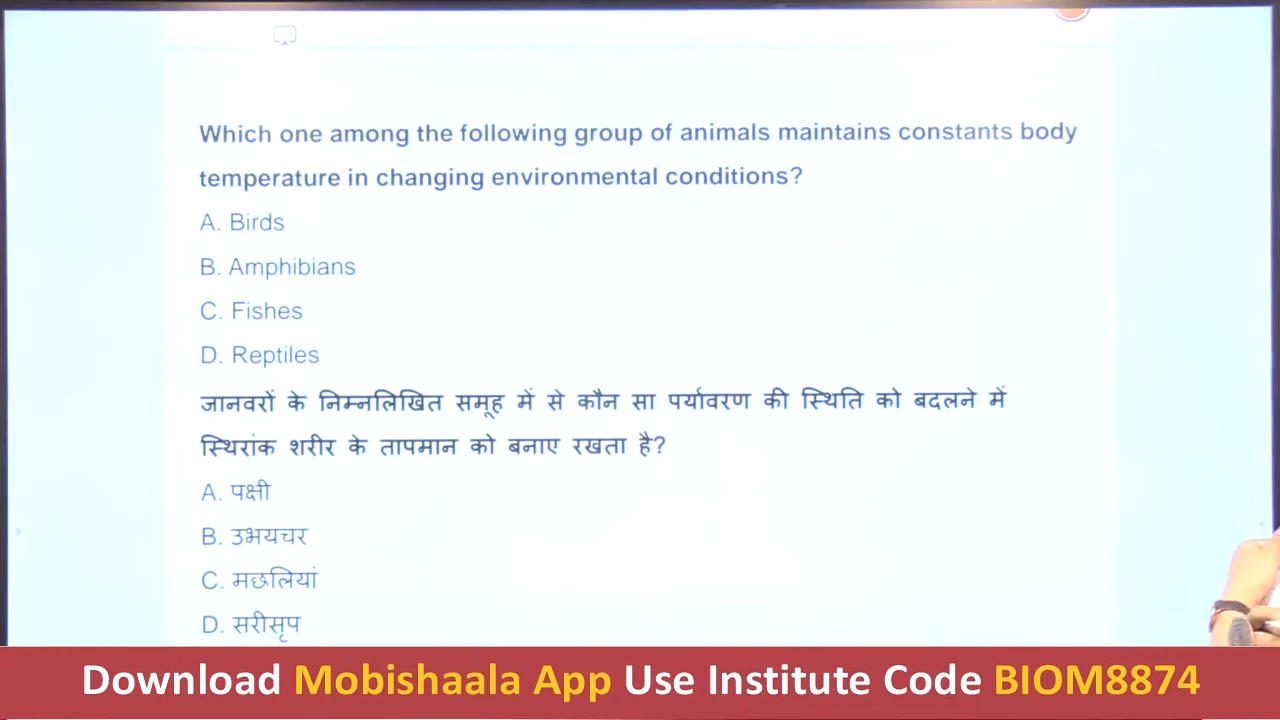 Which one among the following group of animals maintains constants body
temperature in changing environmental conditions?
A. Birds
B. Amphibians
C. Fishes
D. Reptiles
जानवरों के निम्नलिखित समूह में से कौन सा पर्यावरण की स्थिति को बदलने में
स्थिरांक शरीर के तापमान को बनाए रखता है?
A. पक्षी
B. उभयचर
C. मछलियां
D. सरीसृप
Download Mobishaala App Use Institute Code BIOM8874